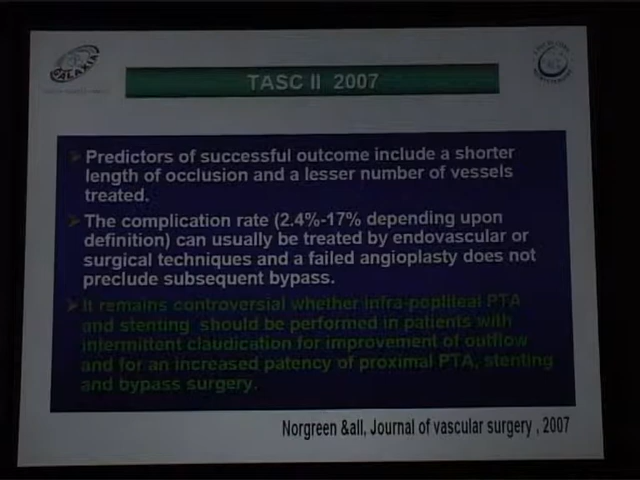 TASC II 2007
Predictors of successful outcome include a shorter
length of occlusion and a lesser number of vessels
treated.
The complication rate (2.4%-17% depending upon
definition) can usually be treated by endovascular or
surgical techniques and a failed angioplasty does not
preclude subsequent bypass.
It remains controversial whether infra-popliteal PTA
and stenting should be performed in patients with
intermittent claudication for improvement of outflow
and for an increased patency of proximal PTA, stenting
and bypass surgery.
Norgreen &all, Journal of vascular surgery , 2007